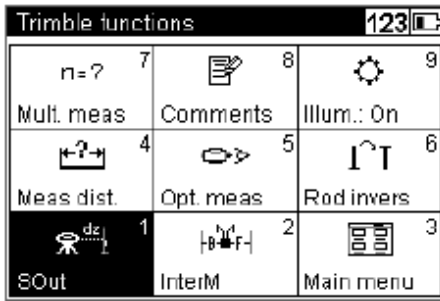 Trimble functions 123
n=? 7
8
9
Mult. meas
Comments
Illum.: On
? 4
5
6
Meas dist.
Opt. meas
Rod invers
dz 1
B F 2
3
SOut
InterM
Main menu